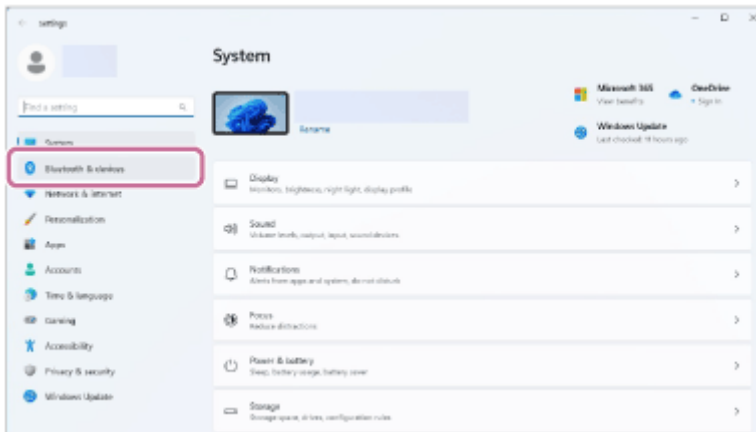 settings
System
Find a setting
Rename
Microsoft 365
View benefits
OneDrive
Sign in
Windows Update
Last checked: 11 hours ago
System
Bluetooth & devices
Network & internet
Personalization
Apps
Accounts
Time & language
Gaming
Accessibility
Privacy & security
Windows Update
Display
Monitors, brightness, night light, display profile
Sound
Volume levels, output, input, sound devices
Notifications
Alerts from apps and system, do not disturb
Focus
Reduce distractions
Power & battery
Sleep, battery usage, battery saver
Storage
Storage space, drives, configuration rules